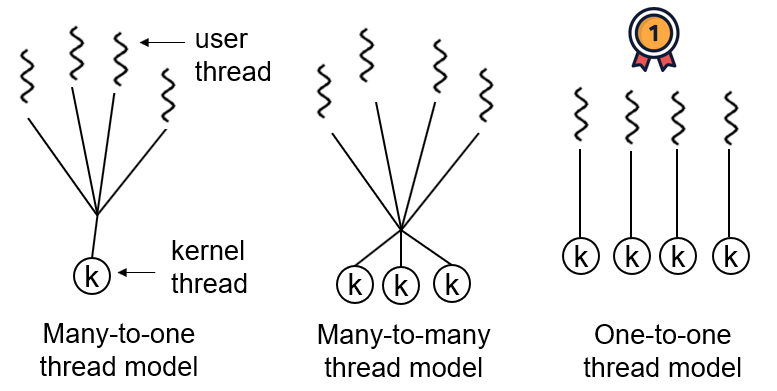 user
thread
kernel
thread
k
Many-to-one
thread model
k
k
k
Many-to-many
thread model
1
k
k
k
k
One-to-one
thread model